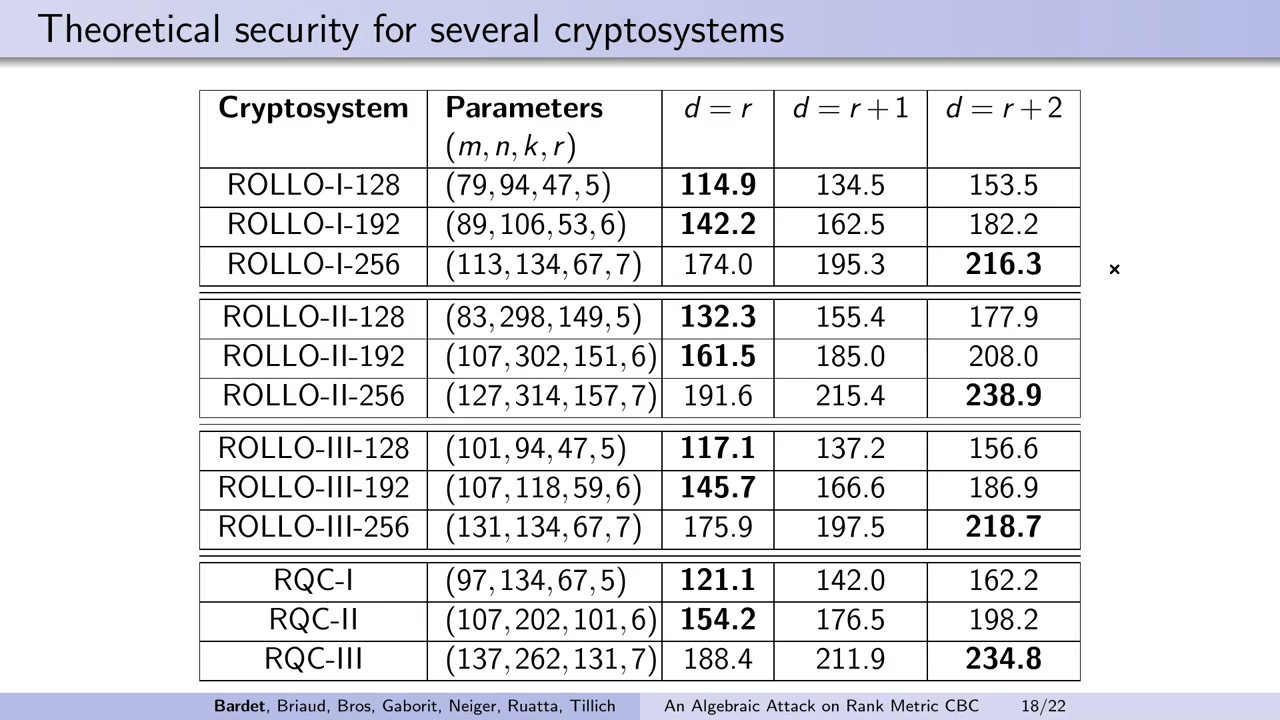 Theoretical security for several cryptosystems
Cryptosystem Parameters d = r d = r + 1 d = r + 2
(m, n, k, r)
ROLLO-I-128 (79, 94, 47, 5) 114.9 134.5 153.5
ROLLO-I-192 (89, 106, 53, 6) 142.2 162.5 182.2
ROLLO-I-256 (113, 134, 67, 7) 174.0 195.3 216.3
ROLLO-II-128 (83, 298, 149, 5) 132.3 155.4 177.9
ROLLO-II-192 (107, 302, 151, 6) 161.5 185.0 208.0
ROLLO-II-256 (127, 314, 157, 7) 191.6 215.4 238.9
ROLLO-III-128 (101, 94, 47, 5) 117.1 137.2 156.6
ROLLO-III-192 (107, 118, 59, 6) 145.7 166.6 186.9
ROLLO-III-256 (131, 134, 67, 7) 175.9 197.5 218.7
RQC-I (97, 134, 67, 5) 121.1 142.0 162.2
RQC-II (107, 202, 101, 6) 154.2 176.5 198.2
RQC-III (137, 262, 131, 7) 188.4 211.9 234.8
Bardet, Briaud, Bros, Gaborit, Neiger, Ruatta, Tillich An Algebraic Attack on Rank Metric CBC 18/22